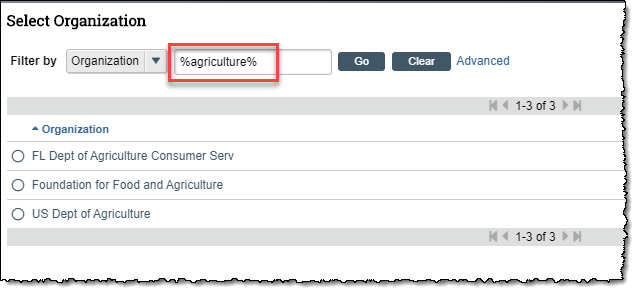 Select Organization
Filter by Organization %agriculture% Go Clear Advanced
1-3 of 3
Organization
FL Dept of Agriculture Consumer Serv
Foundation for Food and Agriculture
US Dept of Agriculture
1-3 of 3